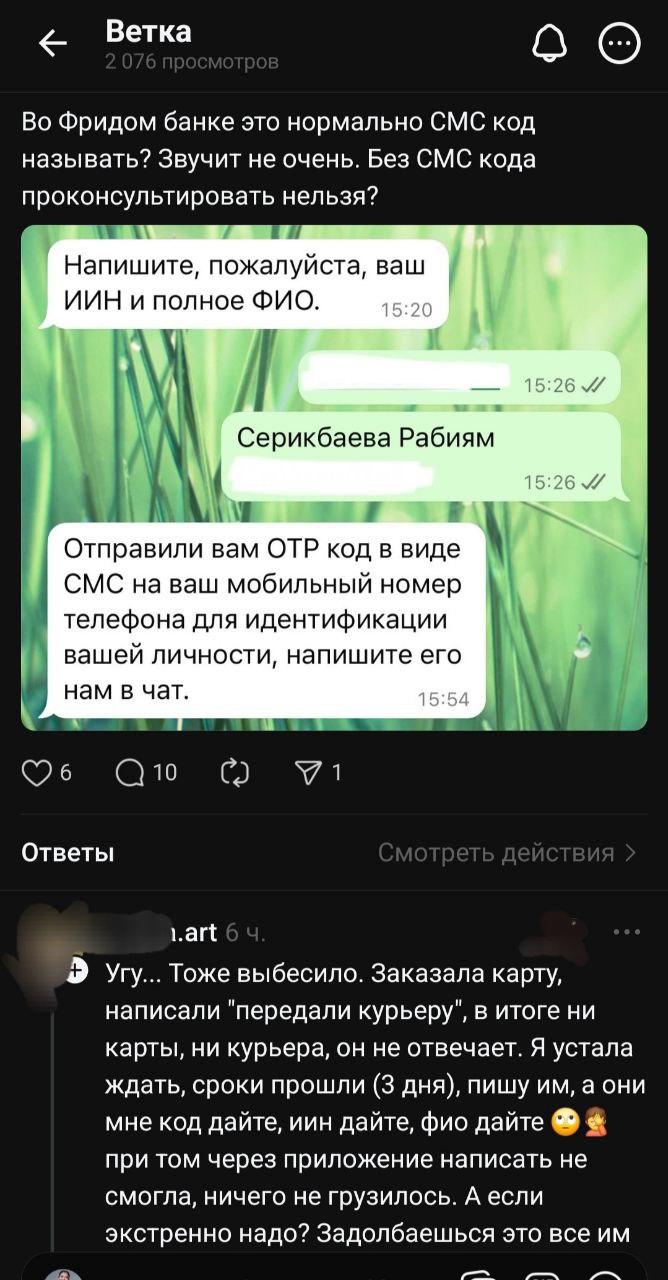 Ветка
2 076 просмотров
Во Фридом банке это нормально СМС код
называть? Звучит не очень. Без СМС кода
проконсультировать нельзя?
Напишите, пожалуйста, ваш
ИИН и полное ФИО.
15:20
15:26
Серикбаева Рабиям
15:26
Отправили вам ОТР код в виде
СМС на ваш мобильный номер
телефона для идентификации
вашей личности, напишите его
нам в чат.
15:54
6
10
1
Ответы
Смотреть действия
.art 6 ч.
Угу... Тоже выбесило. Заказала карту,
написали "передали курьеру", в итоге ни
карты, ни курьера, он не отвечает. Я устала
ждать, сроки прошли (3 дня), пишу им, а они
мне код дайте, иин дайте, фио дайте 🙄🤦
при том через приложение написать не
смогла, ничего не грузилось. А если
экстренно надо? Задолбаешься это все им